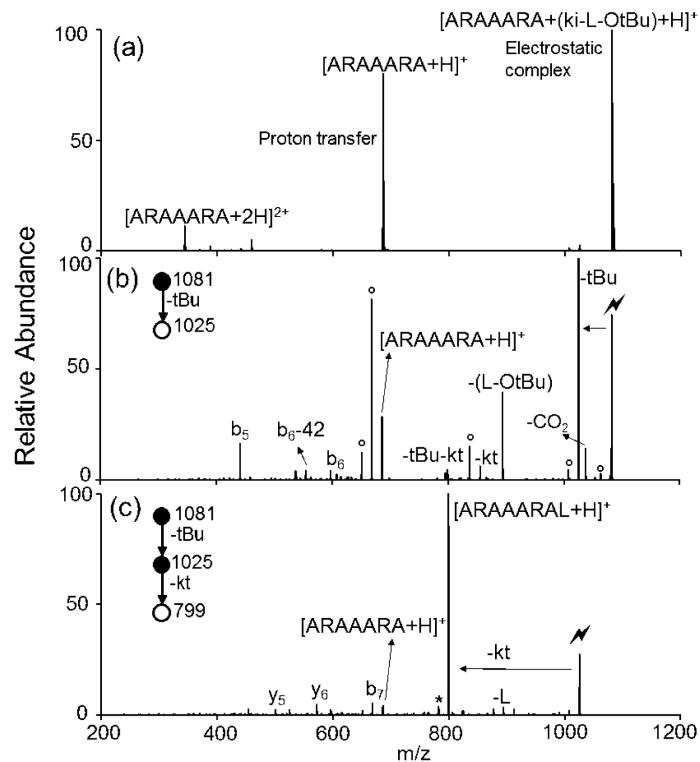 (a)
[ARAAARA+(ki-L-OtBu)+H]⁺
Electrostatic
complex
[ARAAARA+H]⁺
Proton transfer
[ARAAARA+2H]²⁺
100
50
0
(b)
1081
-tBu
1025
-tBu
[ARAAARA+H]⁺
-(L-OtBu)
-CO₂
b₅
b₆-42
b₆
-tBu-kt
-kt
100
50
0
(c)
1081
-tBu
1025
-kt
799
[ARAAARAL+H]⁺
[ARAAARA+H]⁺
-kt
y₅
y₆
b₇
*
-L
100
50
0
200
400
600
800
1000
1200
m/z
Relative Abundance